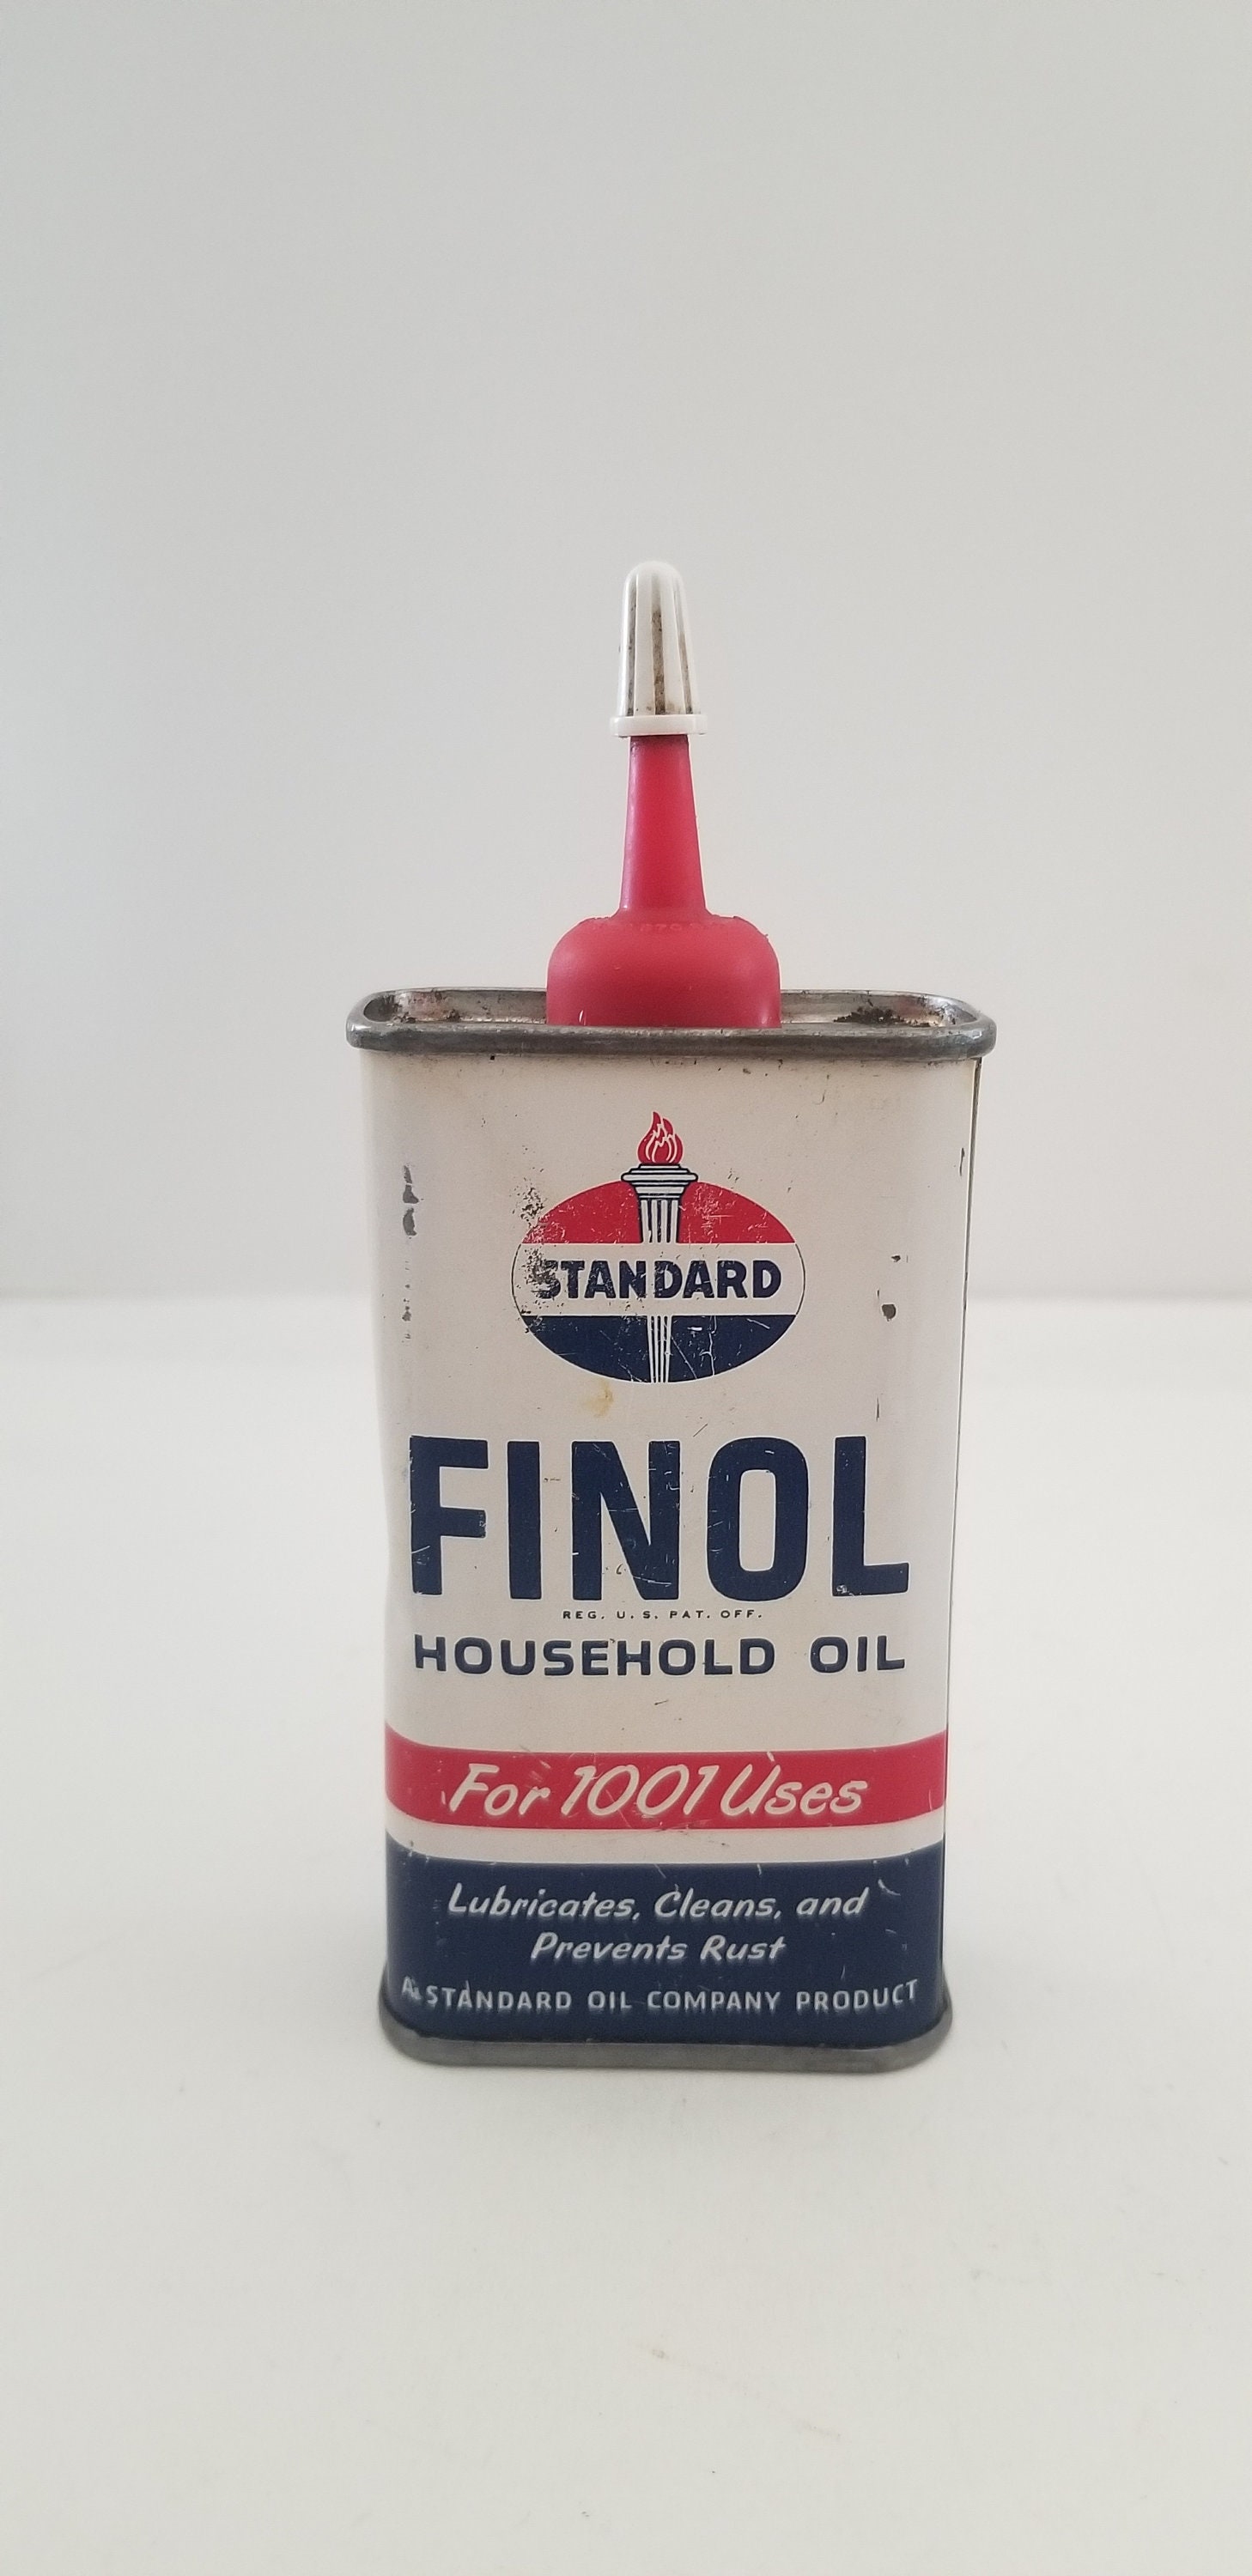 STANDARD
FINOL
REG. U.S. PAT. OFF.
HOUSEHOLD OIL
For 1001 Uses
Lubricates, Cleans, and
Prevents Rust
A STANDARD OIL COMPANY PRODUCT